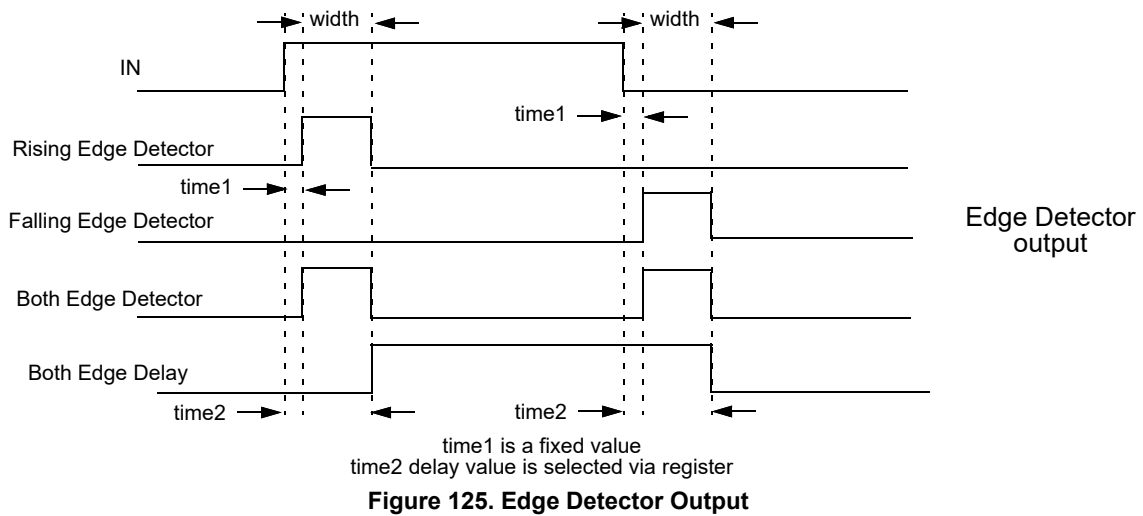 width
width
IN
time1
Rising Edge Detector
time1
Falling Edge Detector
Edge Detector
output
Both Edge Detector
Both Edge Delay
time2
time2
time1 is a fixed value
time2 delay value is selected via register
Figure 125. Edge Detector Output